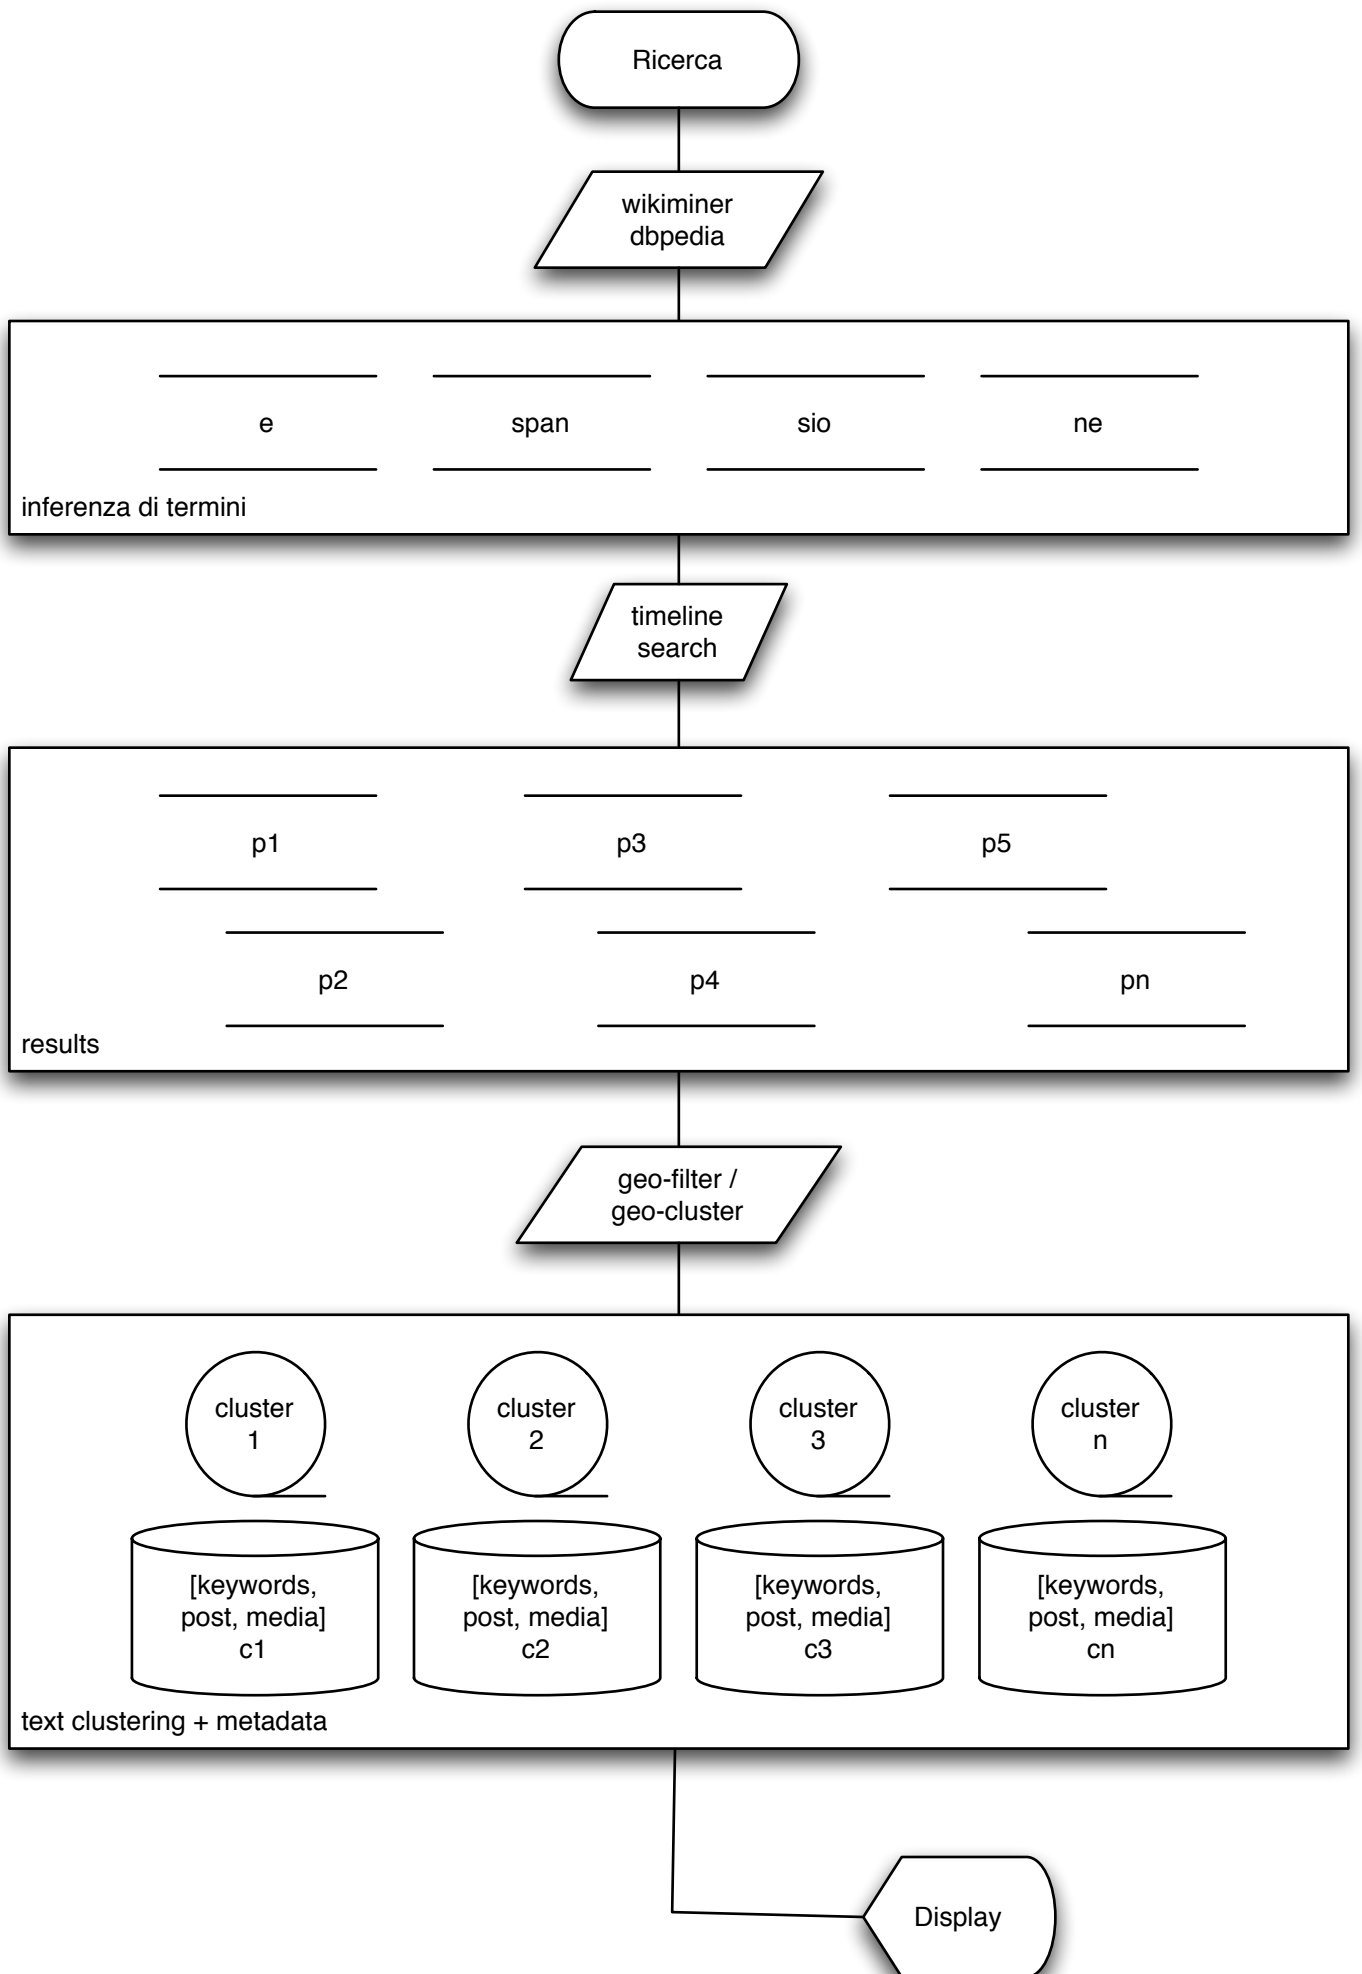 Ricerca
wikiminer
dbpedia
e
span
sio
ne
inferenza di termini
timeline
search
p1
p3
p5
p2
p4
pn
results
geo-filter /
geo-cluster
cluster
1
cluster
2
cluster
3
cluster
n
[keywords,
post, media]
c1
[keywords,
post, media]
c2
[keywords,
post, media]
c3
[keywords,
post, media]
cn
text clustering + metadata
Display